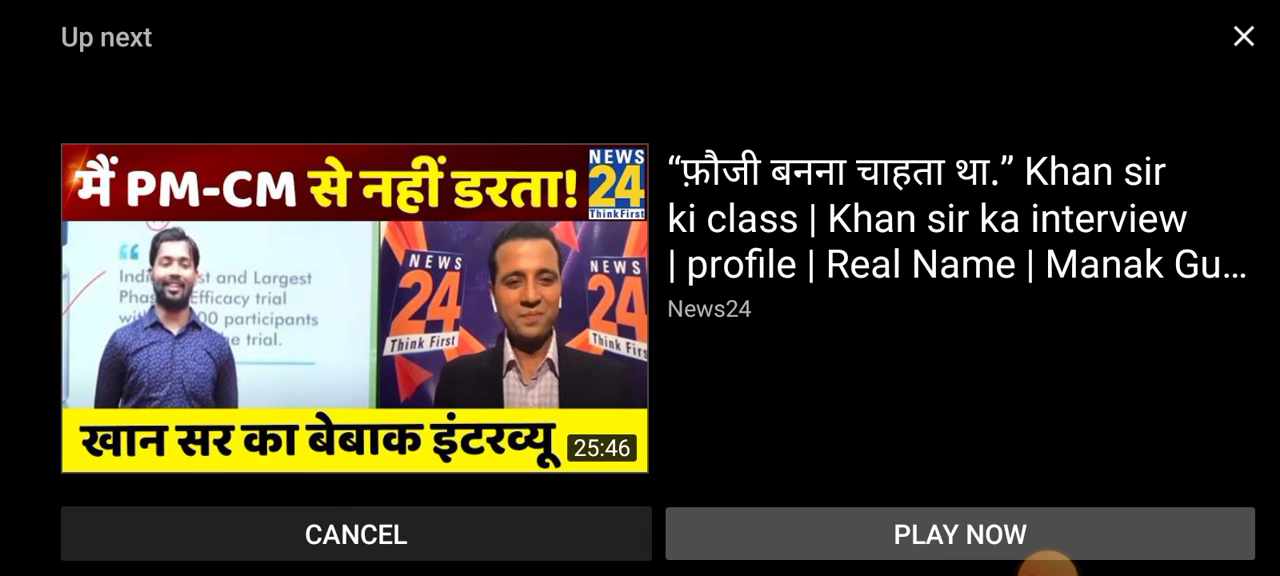 Up next
मैं PM-CM से नहीं डरता!
NEWS
24
Think First
Indi st and Largest
Phas Efficacy trial
wit 00 participants
he trial.
NEWS
24
Think First
NEWS
24
Think Firs
खान सर का बेबाक इंटरव्यू
25:46
“फ़ौजी बनना चाहता था.” Khan sir
ki class | Khan sir ka interview
| profile | Real Name | Manak Gu...
News24
CANCEL
PLAY NOW